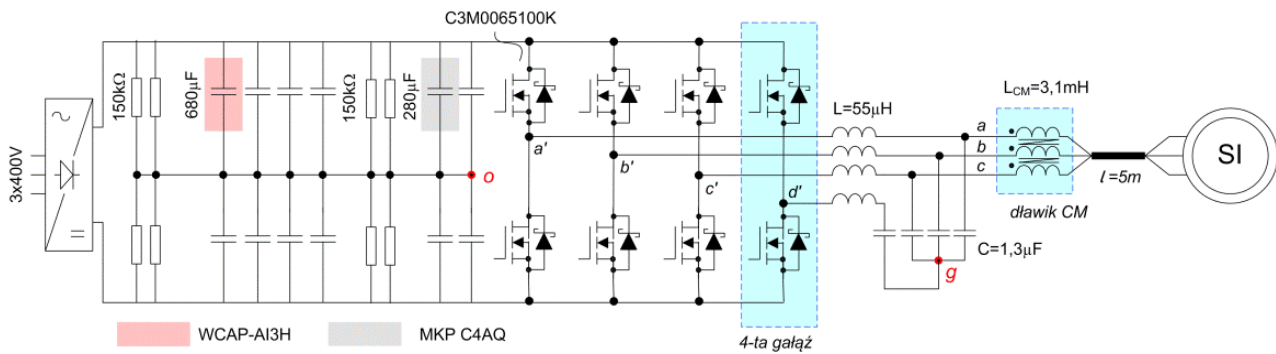 C3M0065100K
3x400V
150kΩ
680μF
150kΩ
280μF
o
a'
b'
c'
d'
L=55μH
a
b
c
L_CM=3,1mH
dławik CM
l=5m
SI
C=1,3μF
g
4-ta gałąź
WCAP-AI3H
MKP C4AQ